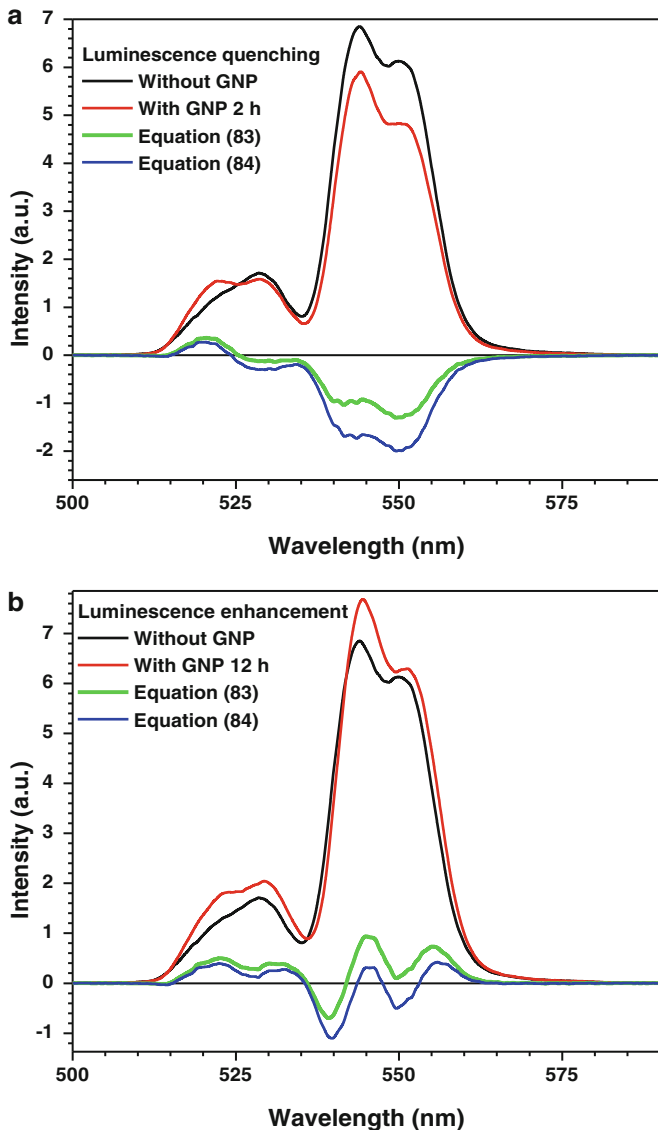 a
7
6
5
4
3
2
1
0
-1
-2
Intensity (a.u.)
Luminescence quenching
Without GNP
With GNP 2 h
Equation (83)
Equation (84)
500
525
550
575
Wavelength (nm)
b
7
6
5
4
3
2
1
0
-1
Intensity (a.u.)
Luminescence enhancement
Without GNP
With GNP 12 h
Equation (83)
Equation (84)
500
525
550
575
Wavelength (nm)